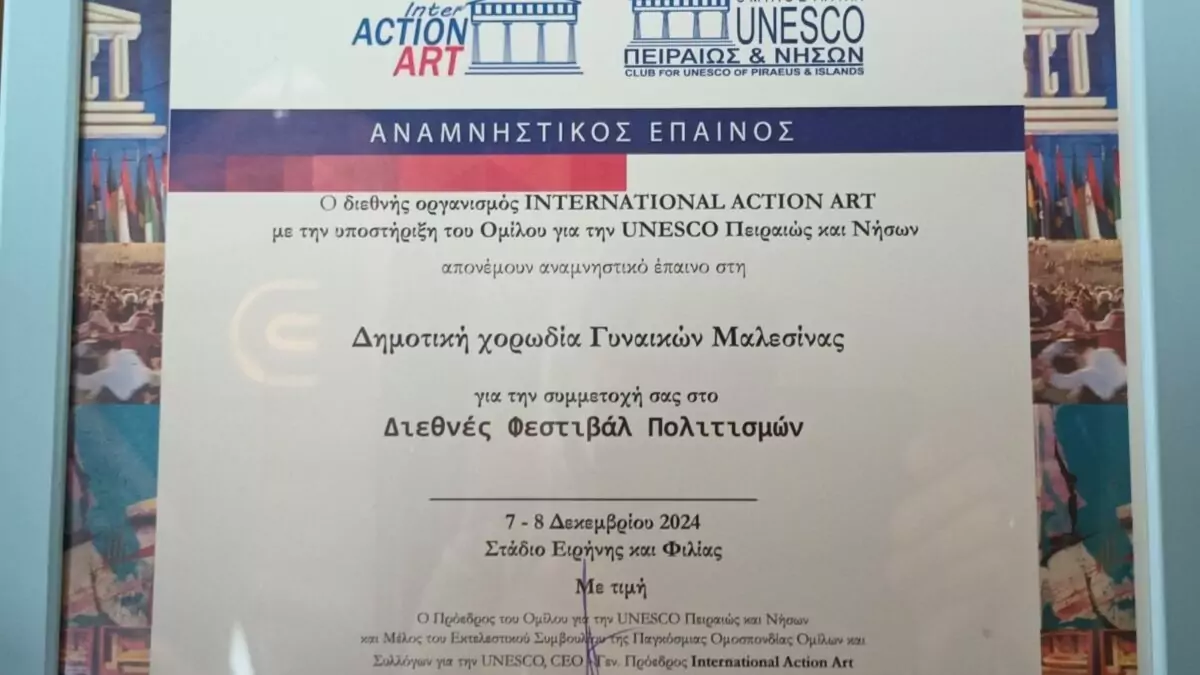 Inter
ACTION
ART
UNESCO
ΠΕΙΡΑΙΩΣ & ΝΗΣΩΝ
CLUB FOR UNESCO OF PIRAEUS & ISLANDS
ΑΝΑΜΝΗΣΤΙΚΟΣ ΕΠΑΙΝΟΣ
Ο διεθνής οργανισμός INTERNATIONAL ACTION ART
με την υποστήριξη του Ομίλου για την UNESCO Πειραιώς και Νήσων
απονέμουν αναμνηστικό έπαινο στη
Δημοτική χορωδία Γυναικών Μαλεσίνας
για την συμμετοχή σας στο
Διεθνές Φεστιβάλ Πολιτισμών
7 - 8 Δεκεμβρίου 2024
Στάδιο Ειρήνης και Φιλίας
Με τιμή
Ο Πρόεδρος του Ομίλου για την UNESCO Πειραιώς και Νήσων
και Μέλος του Εκτελεστικού Συμβουλίου της Παγκόσμιας Ομοσπονδίας Ομίλων και
Συλλόγων για την UNESCO, CEO Γεν. Πρόεδρος International Action Art